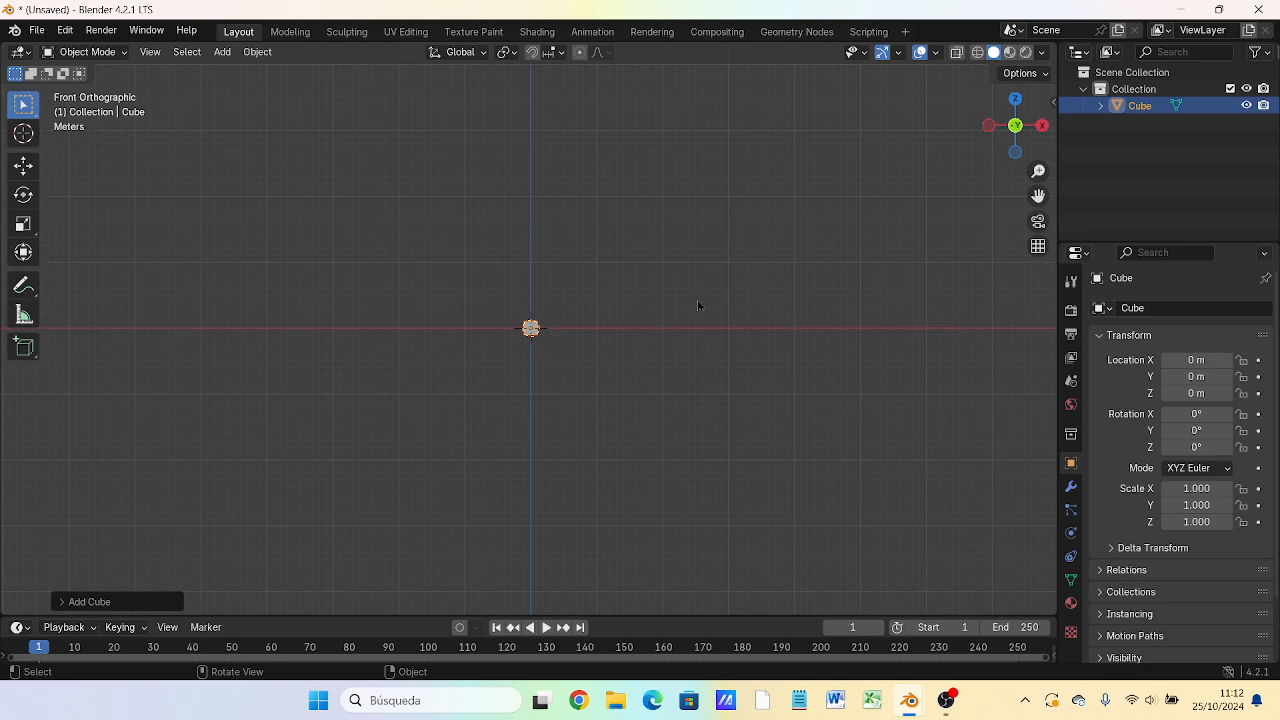 * (Unsaved) - Blender 4.2.1 LTS
File Edit Render Window Help Layout Modeling Sculpting UV Editing Texture Paint Shading Animation Rendering Compositing Geometry Nodes Scripting + Scene ViewLayer
Object Mode View Select Add Object Global Search
Options
Front Orthographic
(1) Collection | Cube
Meters
Z
Y
X
Scene Collection
Collection
Cube
Search
Cube
Cube
Transform
Location X 0 m
Y 0 m
Z 0 m
Rotation X 0°
Y 0°
Z 0°
Mode XYZ Euler
Scale X 1.000
Y 1.000
Z 1.000
Delta Transform
Relations
Collections
Instancing
Motion Paths
Visibility
Add Cube
Playback Keying View Marker 1 Start 1 End 250
1 10 20 30 40 50 60 70 80 90 100 110 120 130 140 150 160 170 180 190 200 210 220 230 240 250
Select Rotate View Object 4.2.1
Búsqueda
11:12
25/10/2024